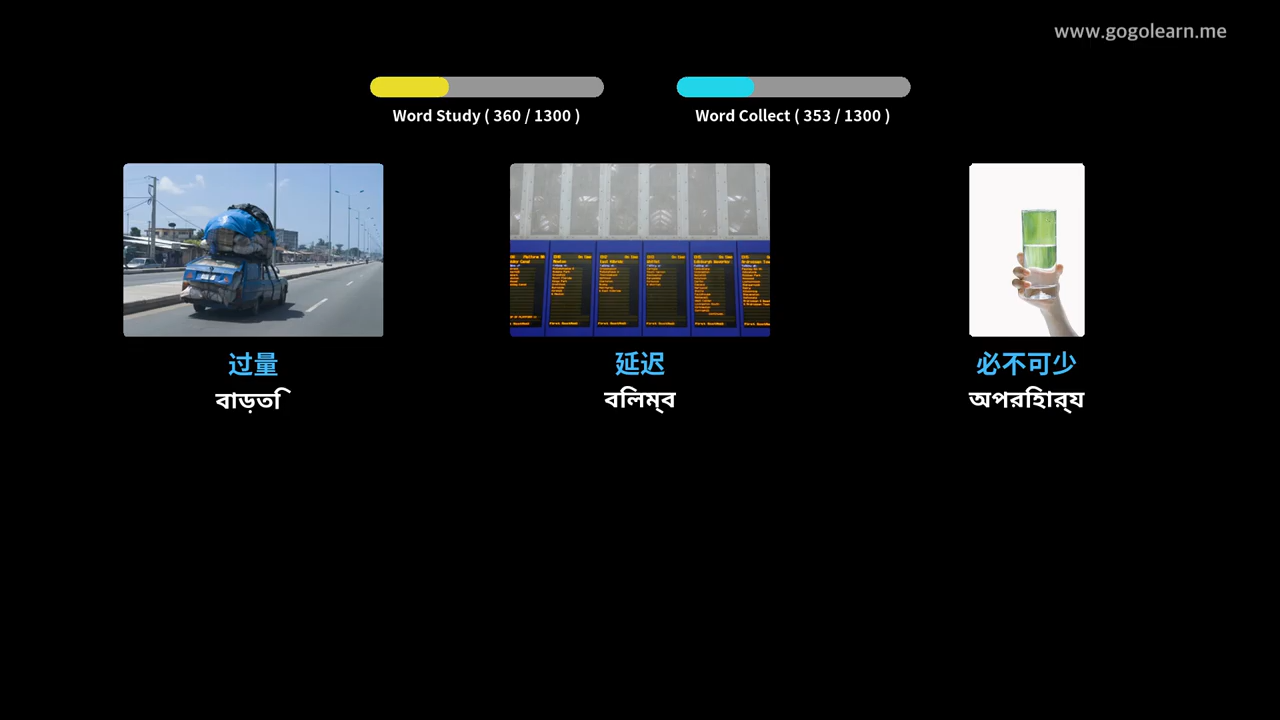 www.gogolearn.me
Word Study ( 360 / 1300 )
Word Collect ( 353 / 1300 )
过量
বাড়তি
延迟
বিলম্ব
必不可少
অপরিহার্য